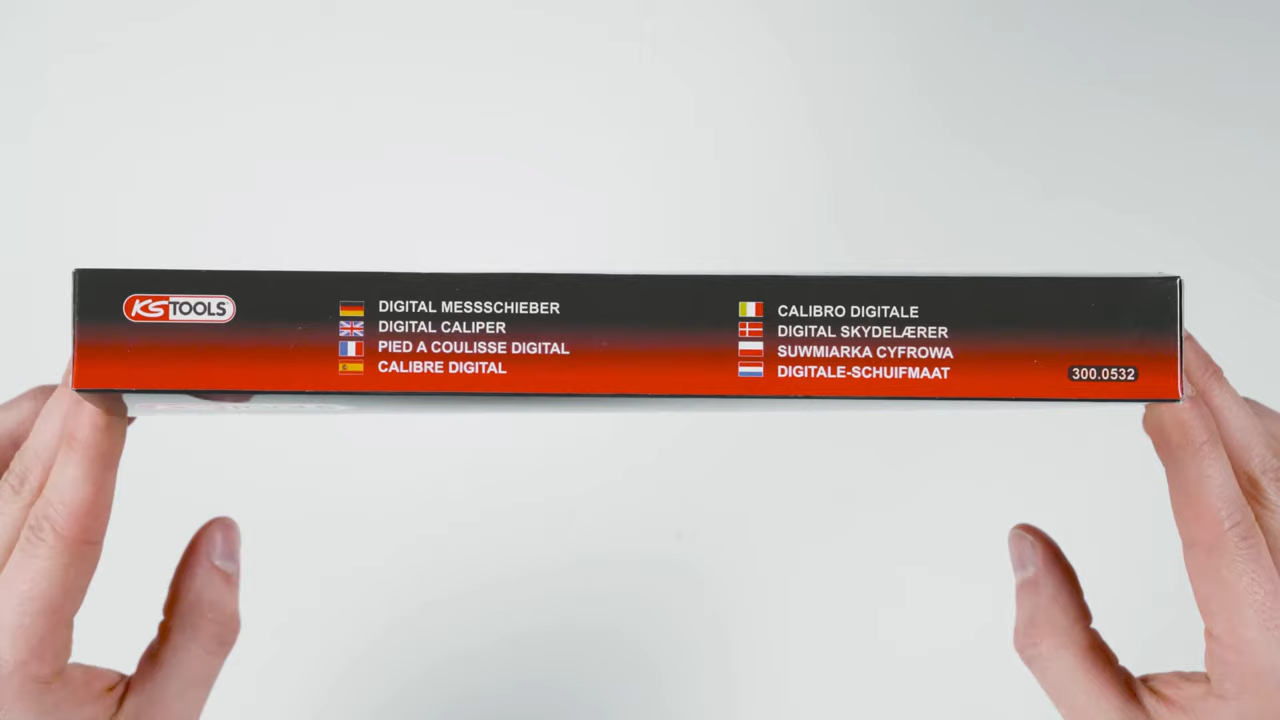 KS TOOLS
DIGITAL MESSSCHIEBER
DIGITAL CALIPER
PIED A COULISSE DIGITAL
CALIBRE DIGITAL
CALIBRO DIGITALE
DIGITAL SKYDELÆRER
SUWMIARKA CYFROWA
DIGITALE-SCHUIFMAAT
300.0532